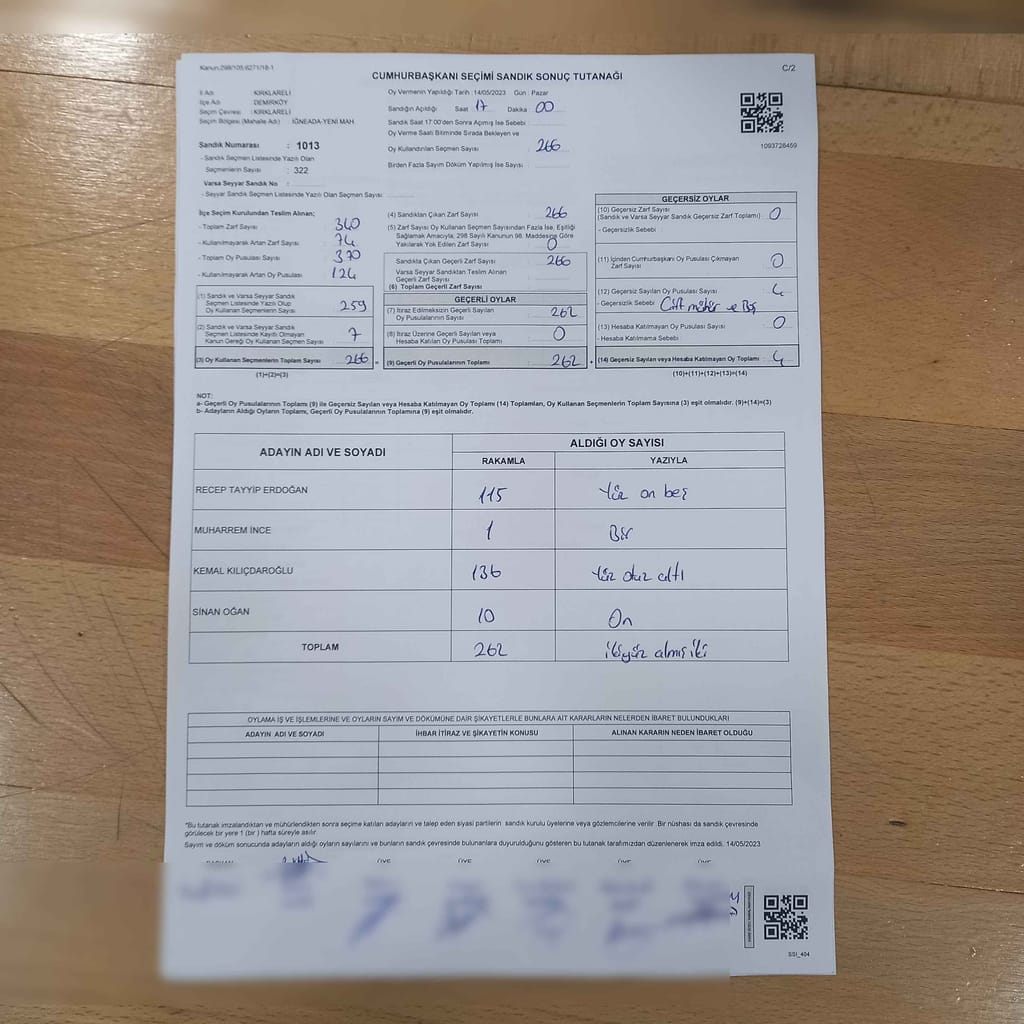 Kanun:298/105-6271/18-1
C/2
CUMHURBAŞKANI SEÇİMİ SANDIK SONUÇ TUTANAĞI
İl Adı : KIRKLARELİ
İlçe Adı : DEMİRKÖY
Seçim Çevresi : KIRKLARELİ
Seçim Bölgesi (Mahalle Adı) : İĞNEADA-YENİ MAH.
Sandık Numarası : 1013
- Sandık Seçmen Listesinde Yazılı Olan
Seçmenlerin Sayısı : 322
Varsa Seyyar Sandık No :
- Seyyar Sandık Seçmen Listesinde Yazılı Olan Seçmen Sayısı:
Oy Vermenin Yapıldığı Tarih : 14/05/2023 Gün : Pazar
Sandığın Açıldığı Saat 17 Dakika 00
Sandık Saat 17:00'den Sonra Açımış İse Sebebi :
Oy Verme Saati Bitiminde Sırada Bekleyen ve
Oy Kullandırılan Seçmen Sayısı : 266
Birden Fazla Sayım Döküm Yapılmış İse Sayısı :
1093728459
İlçe Seçim Kurulundan Teslim Alınan;
- Toplam Zarf Sayısı : 340
- Kullanılmayarak Artan Zarf Sayısı : 74
- Toplam Oy Pusulası Sayısı : 370
- Kullanılmayarak Artan Oy Pusulası : 124
(1) Sandık ve Varsa Seyyar Sandık
Seçmen Listesinde Yazılı Olup
Oy Kullanan Seçmenlerin Sayısı : 259
(2) Sandık ve Varsa Seyyar Sandık
Seçmen Listesinde Kayıtlı Olmayan
Kanun Gereği Oy Kullanan Seçmen Sayısı : 7
(3) Oy Kullanan Seçmenlerin Toplam Sayısı : 266
(1)+(2)=(3)
(4) Sandıktan Çıkan Zarf Sayısı : 266
(5) Zarf Sayısı Oy Kullanan Seçmen Sayısından Fazla İse, Eşitliği
Sağlamak Amacıyla, 298 Sayılı Kanunun 98. Maddesine Göre
Yakılarak Yok Edilen Zarf Sayısı : 0
Sandıkla Çıkan Geçerli Zarf Sayısı : 266
Varsa Seyyar Sandıktan Teslim Alınan
Geçerli Zarf Sayısı :
(6) Toplam Geçerli Zarf Sayısı :
GEÇERLİ OYLAR
(7) İtiraz Edilmeksizin Geçerli Sayılan
Oy Pusulalarının Sayısı : 262
(8) İtiraz Üzerine Geçerli Sayılan veya
Hesaba Katılan Oy Pusulası Toplamı : 0
= (9) Geçerli Oy Pusulalarının Toplamı : 262 +
GEÇERSİZ OYLAR
(10) Geçersiz Zarf Sayısı
(Sandık ve Varsa Seyyar Sandık Geçersiz Zarf Toplamı) : 0
- Geçersizlik Sebebi :
(11) İçinden Cumhurbaşkanı Oy Pusulası Çıkmayan
Zarf Sayısı : 0
(12) Geçersiz Sayılan Oy Pusulası Sayısı : 4
- Geçersizlik Sebebi : Çift mühür ve Boş
(13) Hesaba Katılmayan Oy Pusulası Sayısı : 0
- Hesaba Katılmama Sebebi
(14) Geçersiz Sayılan veya Hesaba Katılmayan Oy Toplamı : 4
(10)+(11)+(12)+(13)=(14)
NOT:
a- Geçerli Oy Pusulalarının Toplamı (9) ile Geçersiz Sayılan veya Hesaba Katılmayan Oy Toplamı (14) Toplamları, Oy Kullanan Seçmenlerin Toplam Sayısına (3) eşit olmalıdır. (9)+(14)=(3)
b- Adayların Aldığı Oyların Toplamı, Geçerli Oy Pusulalarının Toplamına (9) eşit olmalıdır.
ADAYIN ADI VE SOYADI ALDIĞI OY SAYISI
RAKAMLA YAZIYLA
RECEP TAYYİP ERDOĞAN 115 Yüz on beş
MUHARREM İNCE 1 Bir
KEMAL KILIÇDAROĞLU 136 Yüz otuz altı
SİNAN OĞAN 10 On
TOPLAM 262 ikiyüz altmış iki
OYLAMA İŞ VE İŞLEMLERİNE VE OYLARIN SAYIM VE DÖKÜMÜNE DAİR ŞİKAYETLERLE BUNLARA AİT KARARLARIN NELERDEN İBARET BULUNDUKLARI
ADAYIN ADI VE SOYADI İHBAR İTİRAZ VE ŞİKAYETİN KONUSU ALINAN KARARIN NEDEN İBARET OLDUĞU
*Bu tutanak imzalandıktan ve mühürlendikten sonra seçime katılan adayların ve talep eden siyasi partilerin sandık kurulu üyelerine veya gözlemcilerine verilir. Bir nüshası da sandık çevresinde
görülecek bir yere 1 (bir) hafta süreyle asılır.
Sayım ve döküm sonucunda adayların aldığı oyların sayılarını ve bunların sandık çevresinde bulunanlara duyurulduğunu gösteren bu tutanak tarafımızdan düzenlenerek imza edildi. 14/05/2023
SSI_404